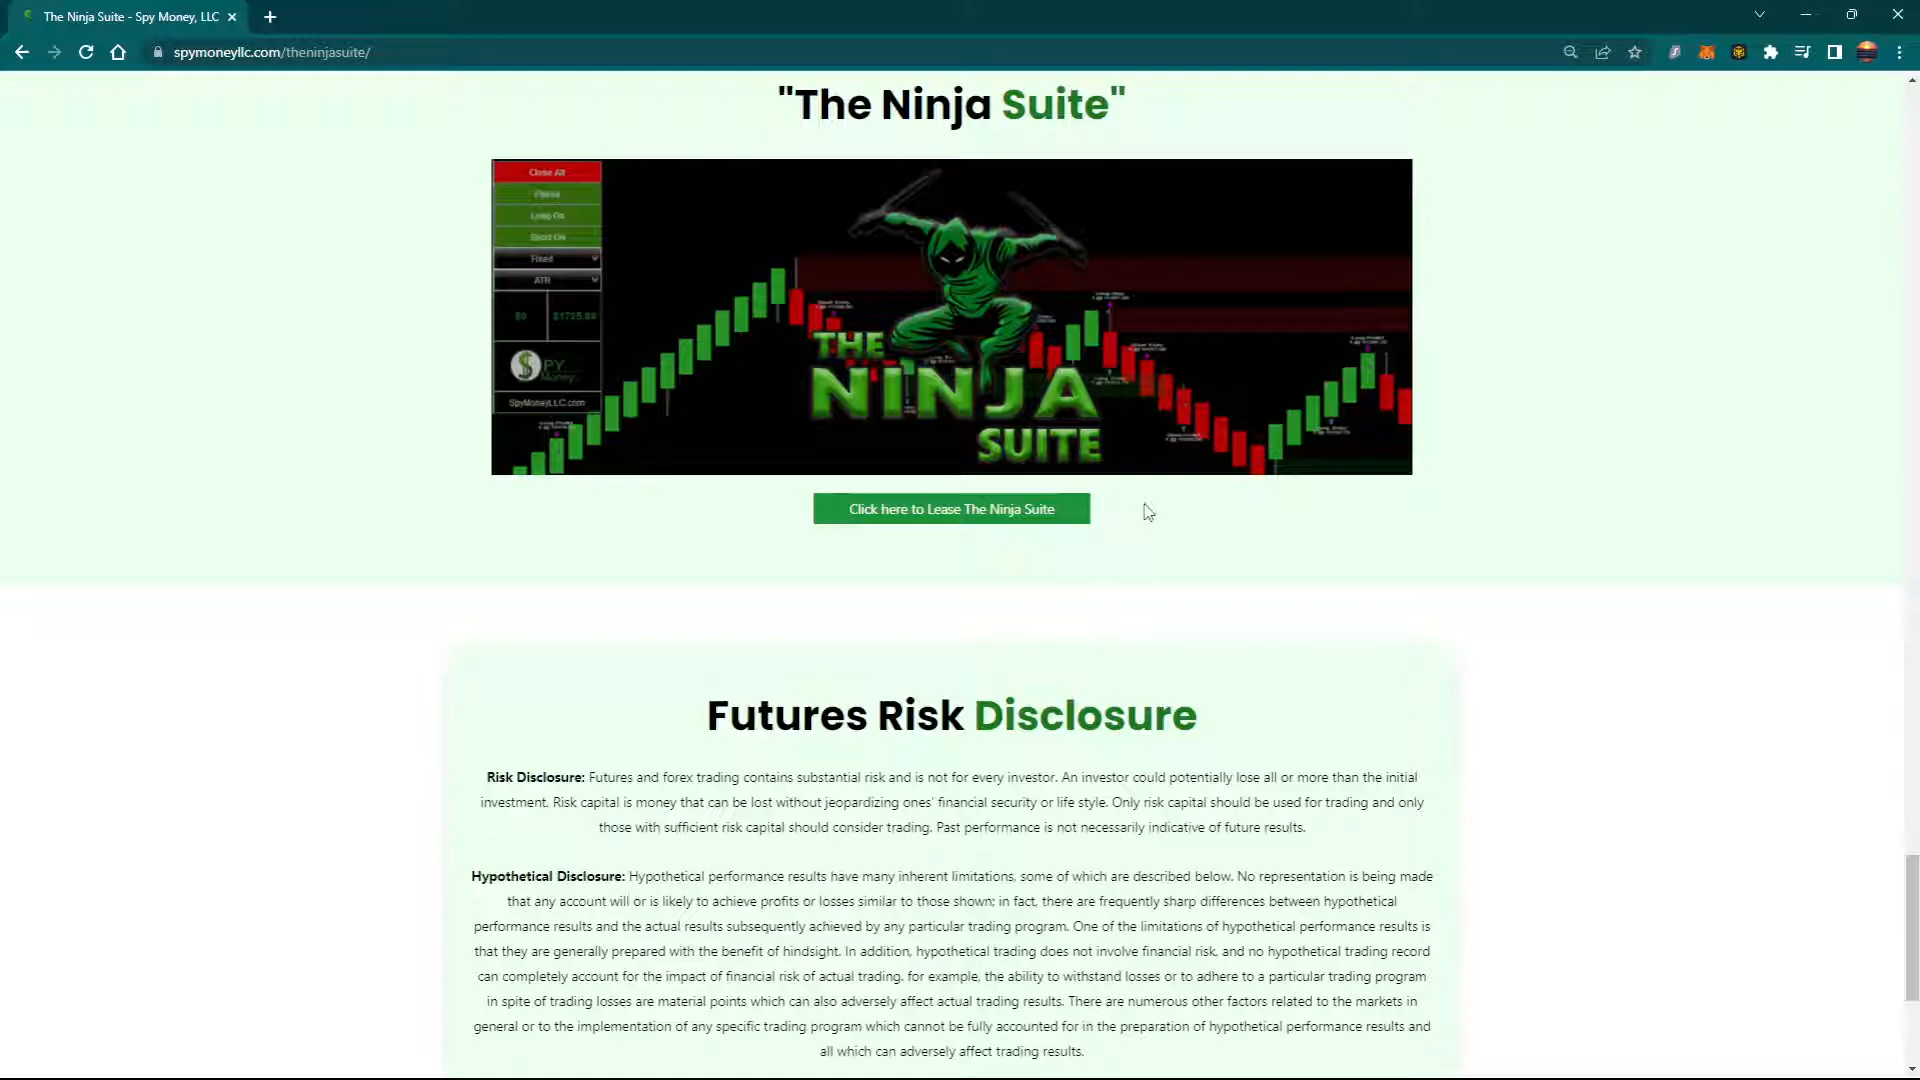 The Ninja Suite - Spy Money, LLC
spymoneyllc.com/theninjasuite/
"The Ninja Suite"
Close All
Pause
Long On
Short On
Fixed
ATR
$0 $1725.89
SPY
Money
SpyMoneyLLC.com
THE
NINJA
SUITE
Click here to Lease The Ninja Suite
Futures Risk Disclosure
Risk Disclosure: Futures and forex trading contains substantial risk and is not for every investor. An investor could potentially lose all or more than the initial
investment. Risk capital is money that can be lost without jeopardizing ones' financial security or life style. Only risk capital should be used for trading and only
those with sufficient risk capital should consider trading. Past performance is not necessarily indicative of future results.
Hypothetical Disclosure: Hypothetical performance results have many inherent limitations, some of which are described below. No representation is being made
that any account will or is likely to achieve profits or losses similar to those shown; in fact, there are frequently sharp differences between hypothetical
performance results and the actual results subsequently achieved by any particular trading program. One of the limitations of hypothetical performance results is
that they are generally prepared with the benefit of hindsight. In addition, hypothetical trading does not involve financial risk, and no hypothetical trading record
can completely account for the impact of financial risk of actual trading. for example, the ability to withstand losses or to adhere to a particular trading program
in spite of trading losses are material points which can also adversely affect actual trading results. There are numerous other factors related to the markets in
general or to the implementation of any specific trading program which cannot be fully accounted for in the preparation of hypothetical performance results and
all which can adversely affect trading results.